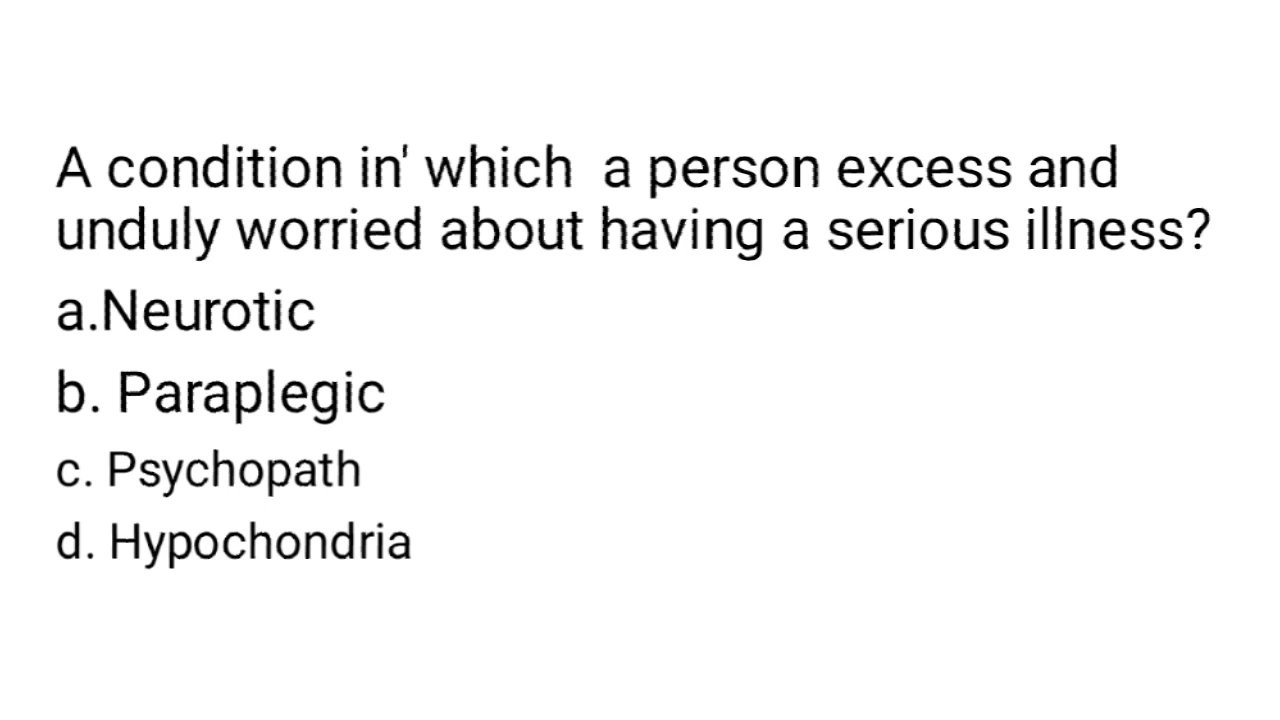 A condition in' which a person excess and
unduly worried about having a serious illness?
a.Neurotic
b. Paraplegic
c. Psychopath
d. Hypochondria